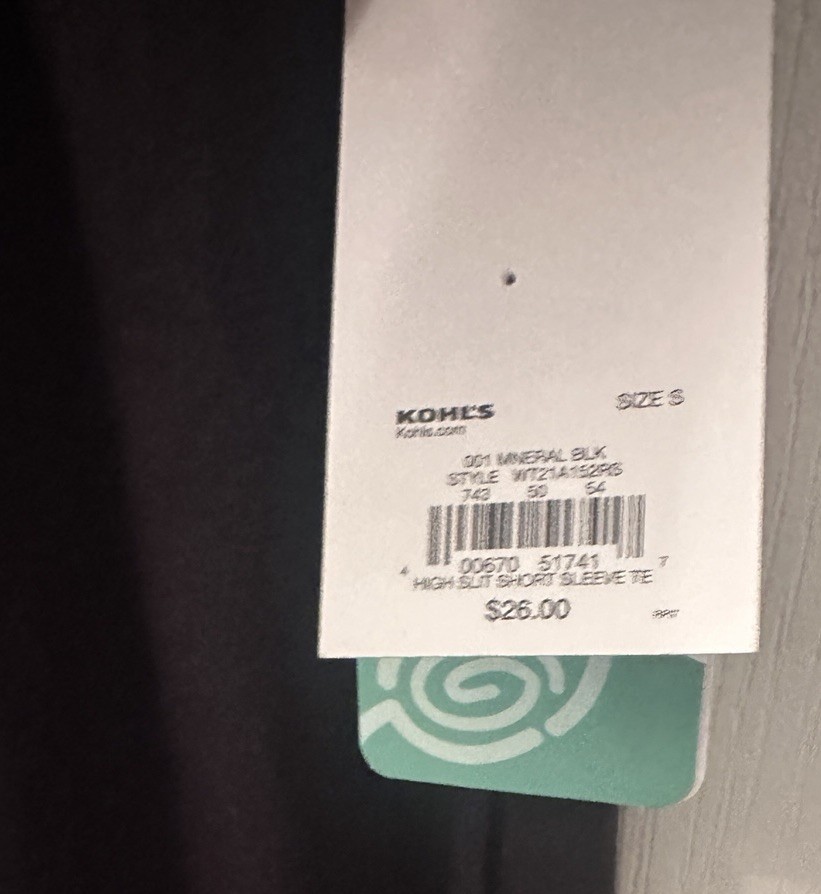 KOHL'S
SIZE S
Kohls.com
001 MINERAL BLK
STYLE WT21A152RS
743 50 54
4 00670 51741 7
HIGH SLIT SHORT SLEEVE TE
$26.00